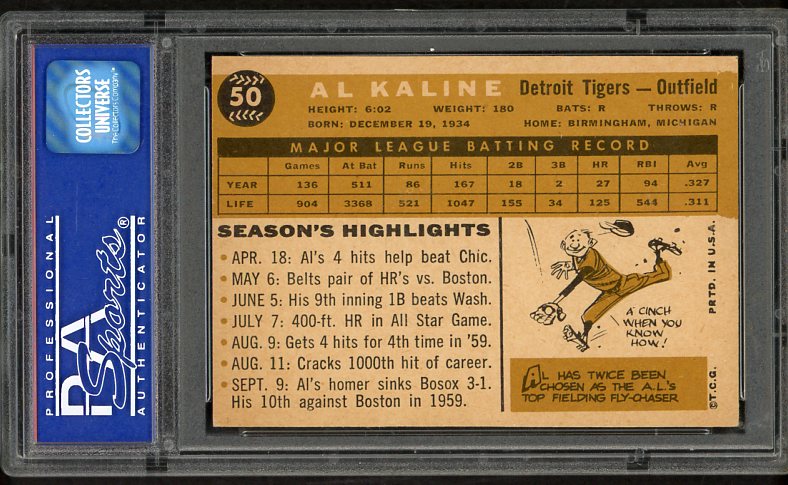 COLLECTORS
UNIVERSE
The Collectors Company™
PROFESSIONAL
PSA
Sports®
AUTHENTICATOR
50
AL KALINE Detroit Tigers — Outfield
HEIGHT: 6:02 WEIGHT: 180 BATS: R THROWS: R
BORN: DECEMBER 19, 1934 HOME: BIRMINGHAM, MICHIGAN
MAJOR LEAGUE BATTING RECORD
Games At Bat Runs Hits 2B 3B HR RBI Avg
YEAR 136 511 86 167 18 2 27 94 .327
LIFE 904 3368 521 1047 155 34 125 544 .311
SEASON'S HIGHLIGHTS
• APR. 18: Al's 4 hits help beat Chic.
• MAY 6: Belts pair of HR's vs. Boston.
• JUNE 5: His 9th inning 1B beats Wash.
• JULY 7: 400-ft. HR in All Star Game.
• AUG. 9: Gets 4 hits for 4th time in '59.
• AUG. 11: Cracks 1000th hit of career.
• SEPT. 9: Al's homer sinks Bosox 3-1.
His 10th against Boston in 1959.
A CINCH
WHEN YOU
KNOW
HOW!
AL HAS TWICE BEEN
CHOSEN AS THE A.L.'S
TOP FIELDING FLY-CHASER
PRTD. IN U.S.A.
©T.C.G.